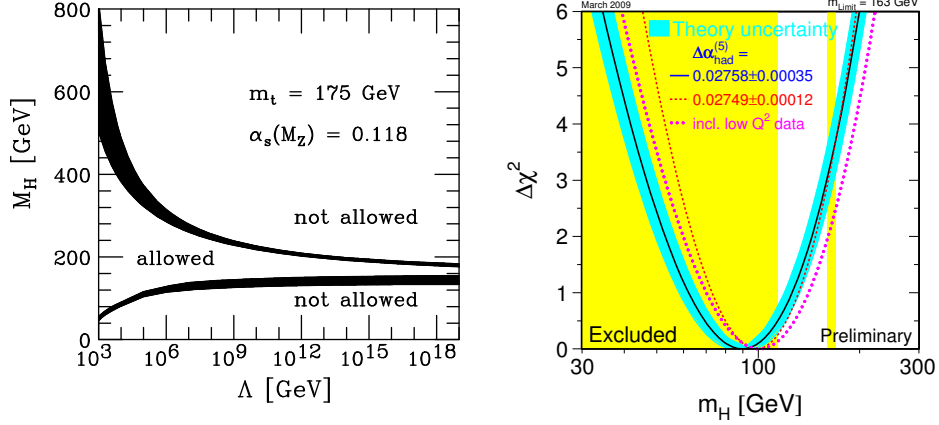 M_H [GeV]
800
600
400
200
0
m_t = 175 GeV
α_s(M_Z) = 0.118
not allowed
allowed
not allowed
10^3 10^6 10^9 10^12 10^15 10^18
Λ [GeV]
March 2009
m_Limit = 163 GeV
Δχ^2
6
5
4
3
2
1
0
Theory uncertainty
Δα_had^(5) =
0.02758±0.00035
0.02749±0.00012
incl. low Q^2 data
Excluded
Preliminary
30 100 300
m_H [GeV]